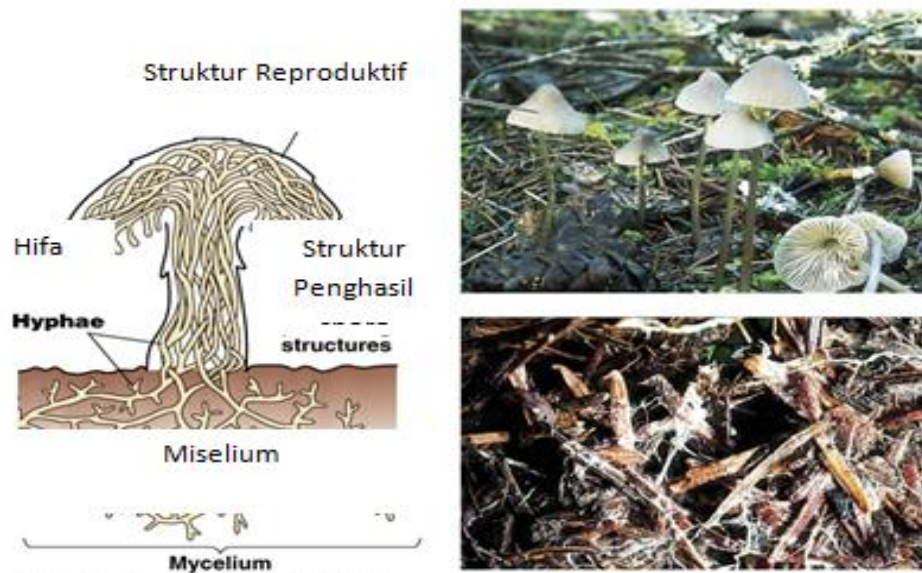 Struktur Reproduktif
Hifa
Struktur
Penghasil
Hyphae
structures
Miselium
Mycelium